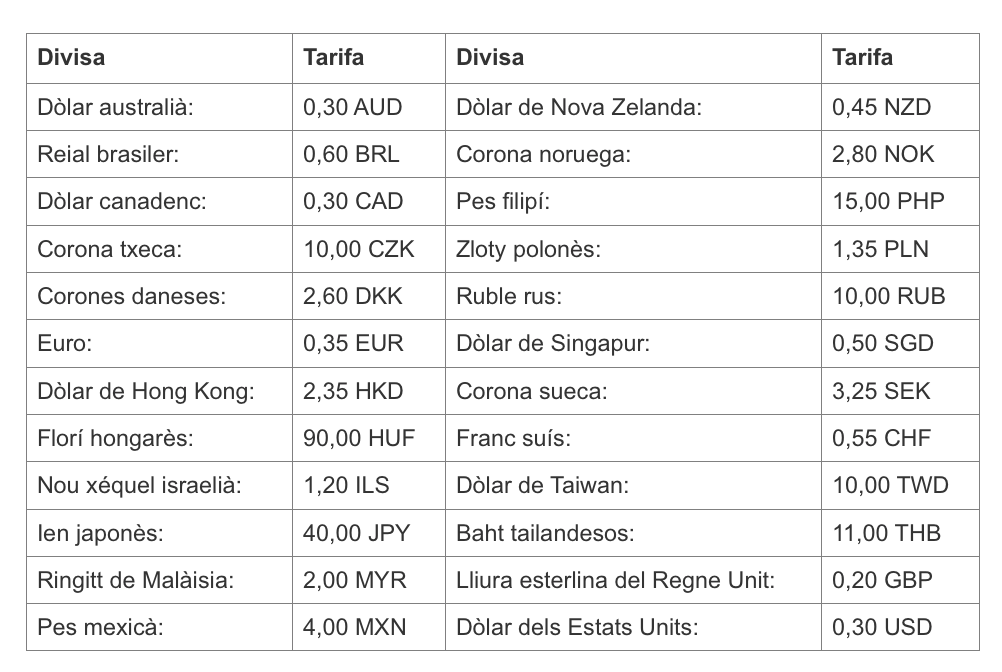 Divisa Tarifa Divisa Tarifa
Dòlar australià: 0,30 AUD Dòlar de Nova Zelanda: 0,45 NZD
Reial brasiler: 0,60 BRL Corona noruega: 2,80 NOK
Dòlar canadenc: 0,30 CAD Pes filipí: 15,00 PHP
Corona txeca: 10,00 CZK Zloty polonès: 1,35 PLN
Corones daneses: 2,60 DKK Ruble rus: 10,00 RUB
Euro: 0,35 EUR Dòlar de Singapur: 0,50 SGD
Dòlar de Hong Kong: 2,35 HKD Corona sueca: 3,25 SEK
Florí hongarès: 90,00 HUF Franc suís: 0,55 CHF
Nou xéquel israelià: 1,20 ILS Dòlar de Taiwan: 10,00 TWD
Ien japonès: 40,00 JPY Baht tailandesos: 11,00 THB
Ringitt de Malàisia: 2,00 MYR Lliura esterlina del Regne Unit: 0,20 GBP
Pes mexicà: 4,00 MXN Dòlar dels Estats Units: 0,30 USD